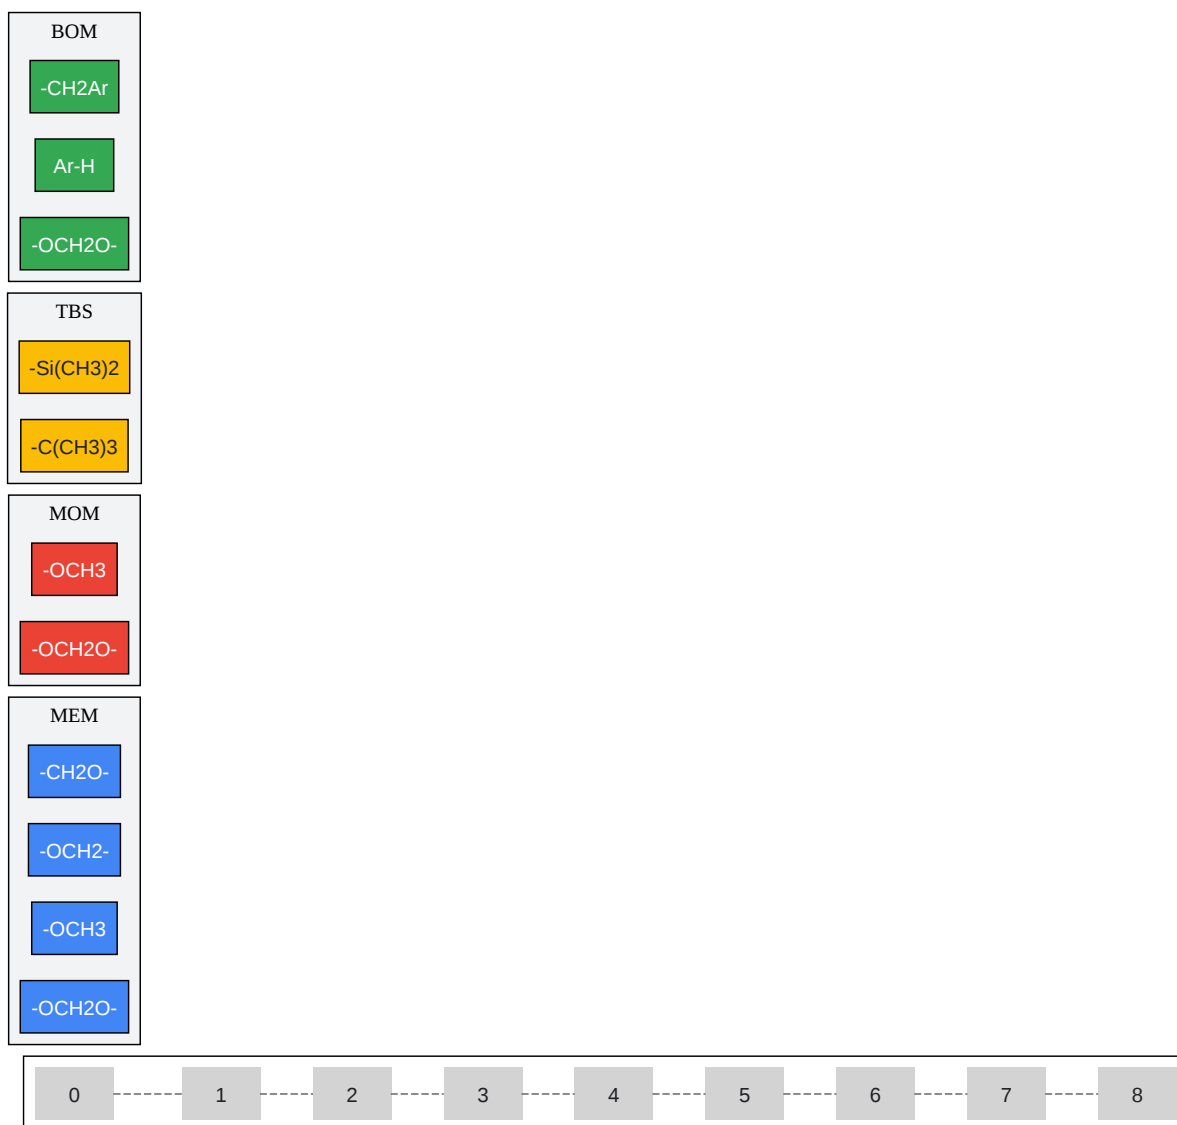 BOM
-CH2Ar
Ar-H
-OCH2O-
TBS
-Si(CH3)2
-C(CH3)3
MOM
-OCH3
-OCH2O-
MEM
-CH2O-
-OCH2-
-OCH3
-OCH2O-
0 1 2 3 4 5 6 7 8